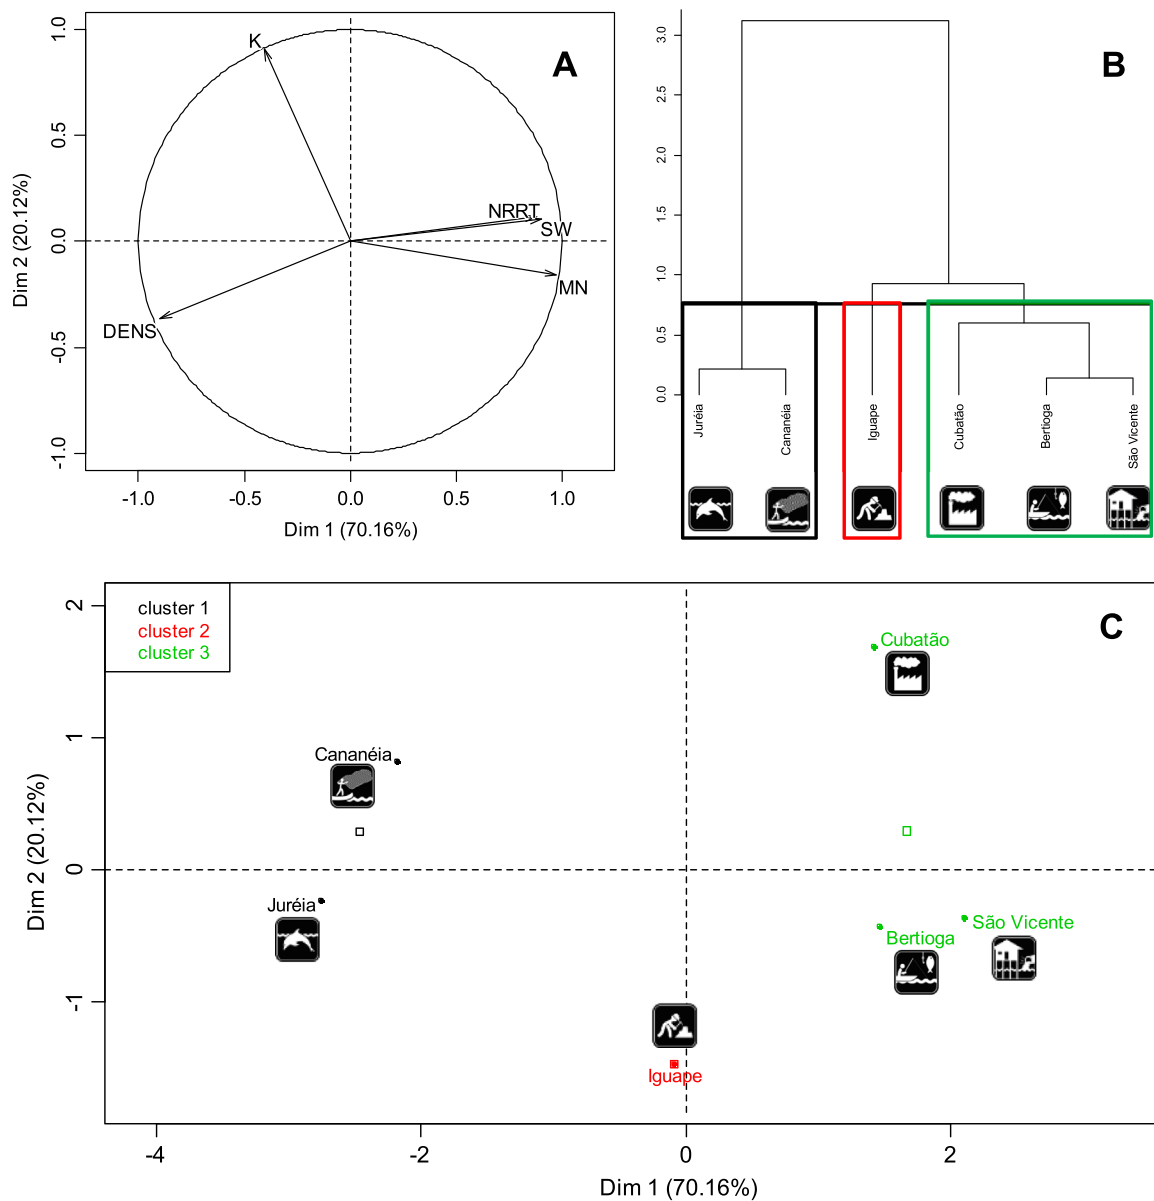 A
1.0
0.5
0.0
-0.5
-1.0
Dim 2 (20.12%)
K
NRRT
SW
MN
DENS
-1.0 -0.5 0.0 0.5 1.0
Dim 1 (70.16%)
B
3.0
2.5
2.0
1.5
1.0
0.5
0.0
Juréia
Cananéia
Iguape
Cubatão
Bertioga
São Vicente
C
cluster 1
cluster 2
cluster 3
2
1
0
-1
Dim 2 (20.12%)
Cubatão
Cananéia
Juréia
São Vicente
Bertioga
Iguape
-4 -2 0 2
Dim 1 (70.16%)